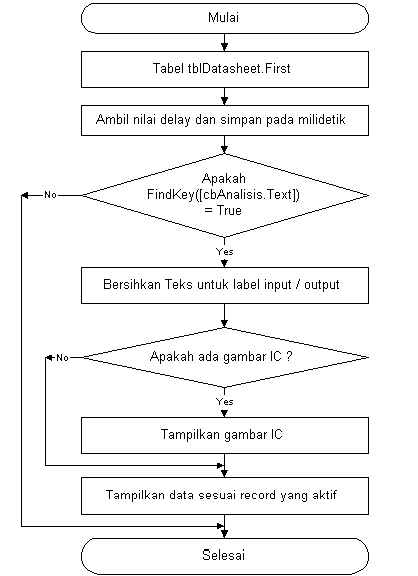 Mulai
Tabel tblDatasheet.First
Ambil nilai delay dan simpan pada milidetik
Apakah
FindKey([cbAnalisis.Text])
= True
No
Yes
Bersihkan Teks untuk label input / output
Apakah ada gambar IC ?
No
Yes
Tampilkan gambar IC
Tampilkan data sesuai record yang aktif
Selesai